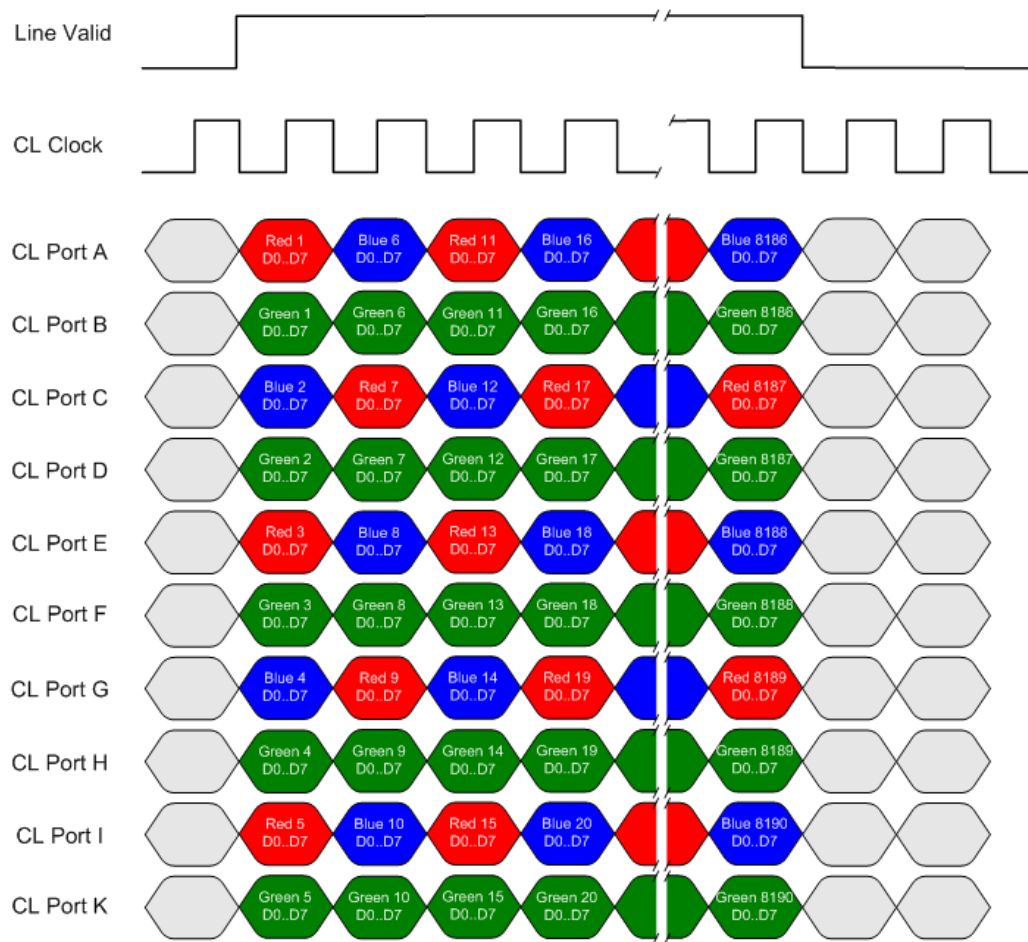 Line Valid
CL Clock
CL Port A
Red 1 Blue 6 Red 11 Blue 16 Blue 8186
D0..D7 D0..D7 D0..D7 D0..D7 D0..D7
CL Port B
Green 1 Green 6 Green 11 Green 16 Green 8186
D0..D7 D0..D7 D0..D7 D0..D7 D0..D7
CL Port C
Blue 2 Red 7 Blue 12 Red 17 Red 8187
D0..D7 D0..D7 D0..D7 D0..D7 D0..D7
CL Port D
Green 2 Green 7 Green 12 Green 17 Green 8187
D0..D7 D0..D7 D0..D7 D0..D7 D0..D7
CL Port E
Red 3 Blue 8 Red 13 Blue 18 Blue 8188
D0..D7 D0..D7 D0..D7 D0..D7 D0..D7
CL Port F
Green 3 Green 8 Green 13 Green 18 Green 8188
D0..D7 D0..D7 D0..D7 D0..D7 D0..D7
CL Port G
Blue 4 Red 9 Blue 14 Red 19 Red 8189
D0..D7 D0..D7 D0..D7 D0..D7 D0..D7
CL Port H
Green 4 Green 9 Green 14 Green 19 Green 8189
D0..D7 D0..D7 D0..D7 D0..D7 D0..D7
CL Port I
Red 5 Blue 10 Red 15 Blue 20 Blue 8190
D0..D7 D0..D7 D0..D7 D0..D7 D0..D7
CL Port K
Green 5 Green 10 Green 15 Green 20 Green 8190
D0..D7 D0..D7 D0..D7 D0..D7 D0..D7